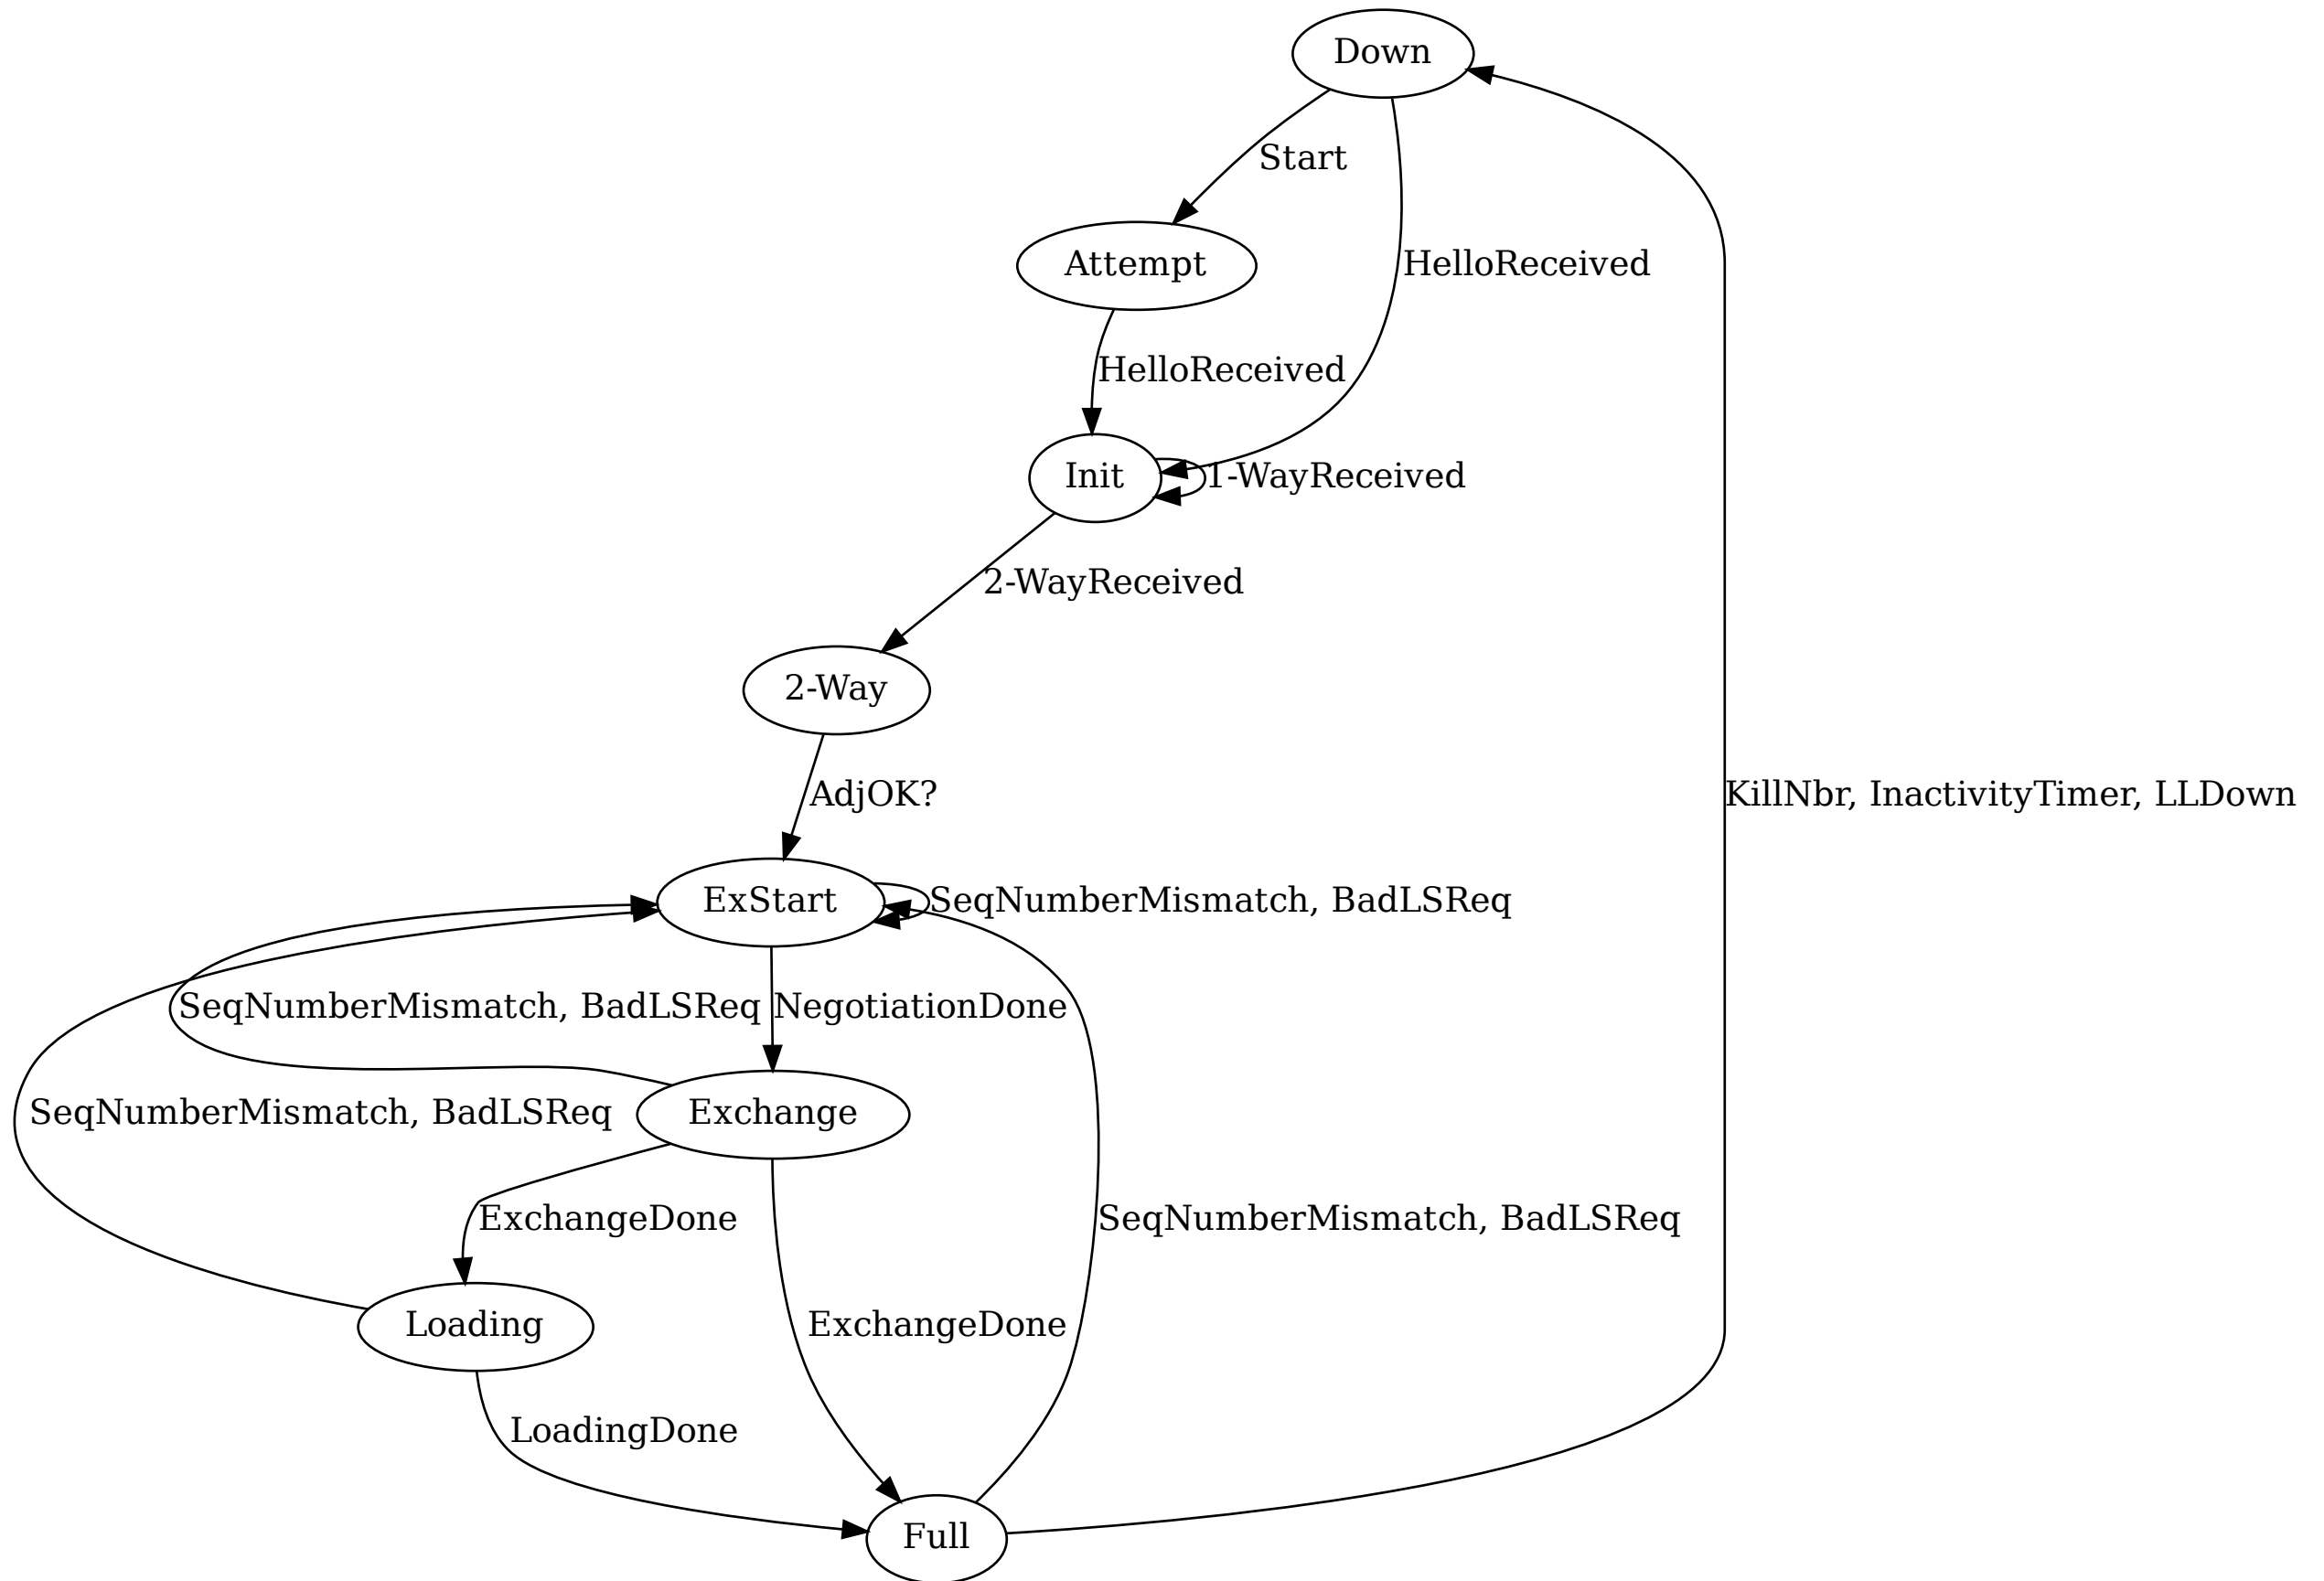 Down
Start
Attempt
HelloReceived
HelloReceived
Init
1-WayReceived
2-WayReceived
2-Way
AdjOK?
KillNbr, InactivityTimer, LLDown
ExStart
SeqNumberMismatch, BadLSReq
SeqNumberMismatch, BadLSReq
NegotiationDone
SeqNumberMismatch, BadLSReq
Exchange
ExchangeDone
SeqNumberMismatch, BadLSReq
Loading
ExchangeDone
LoadingDone
Full